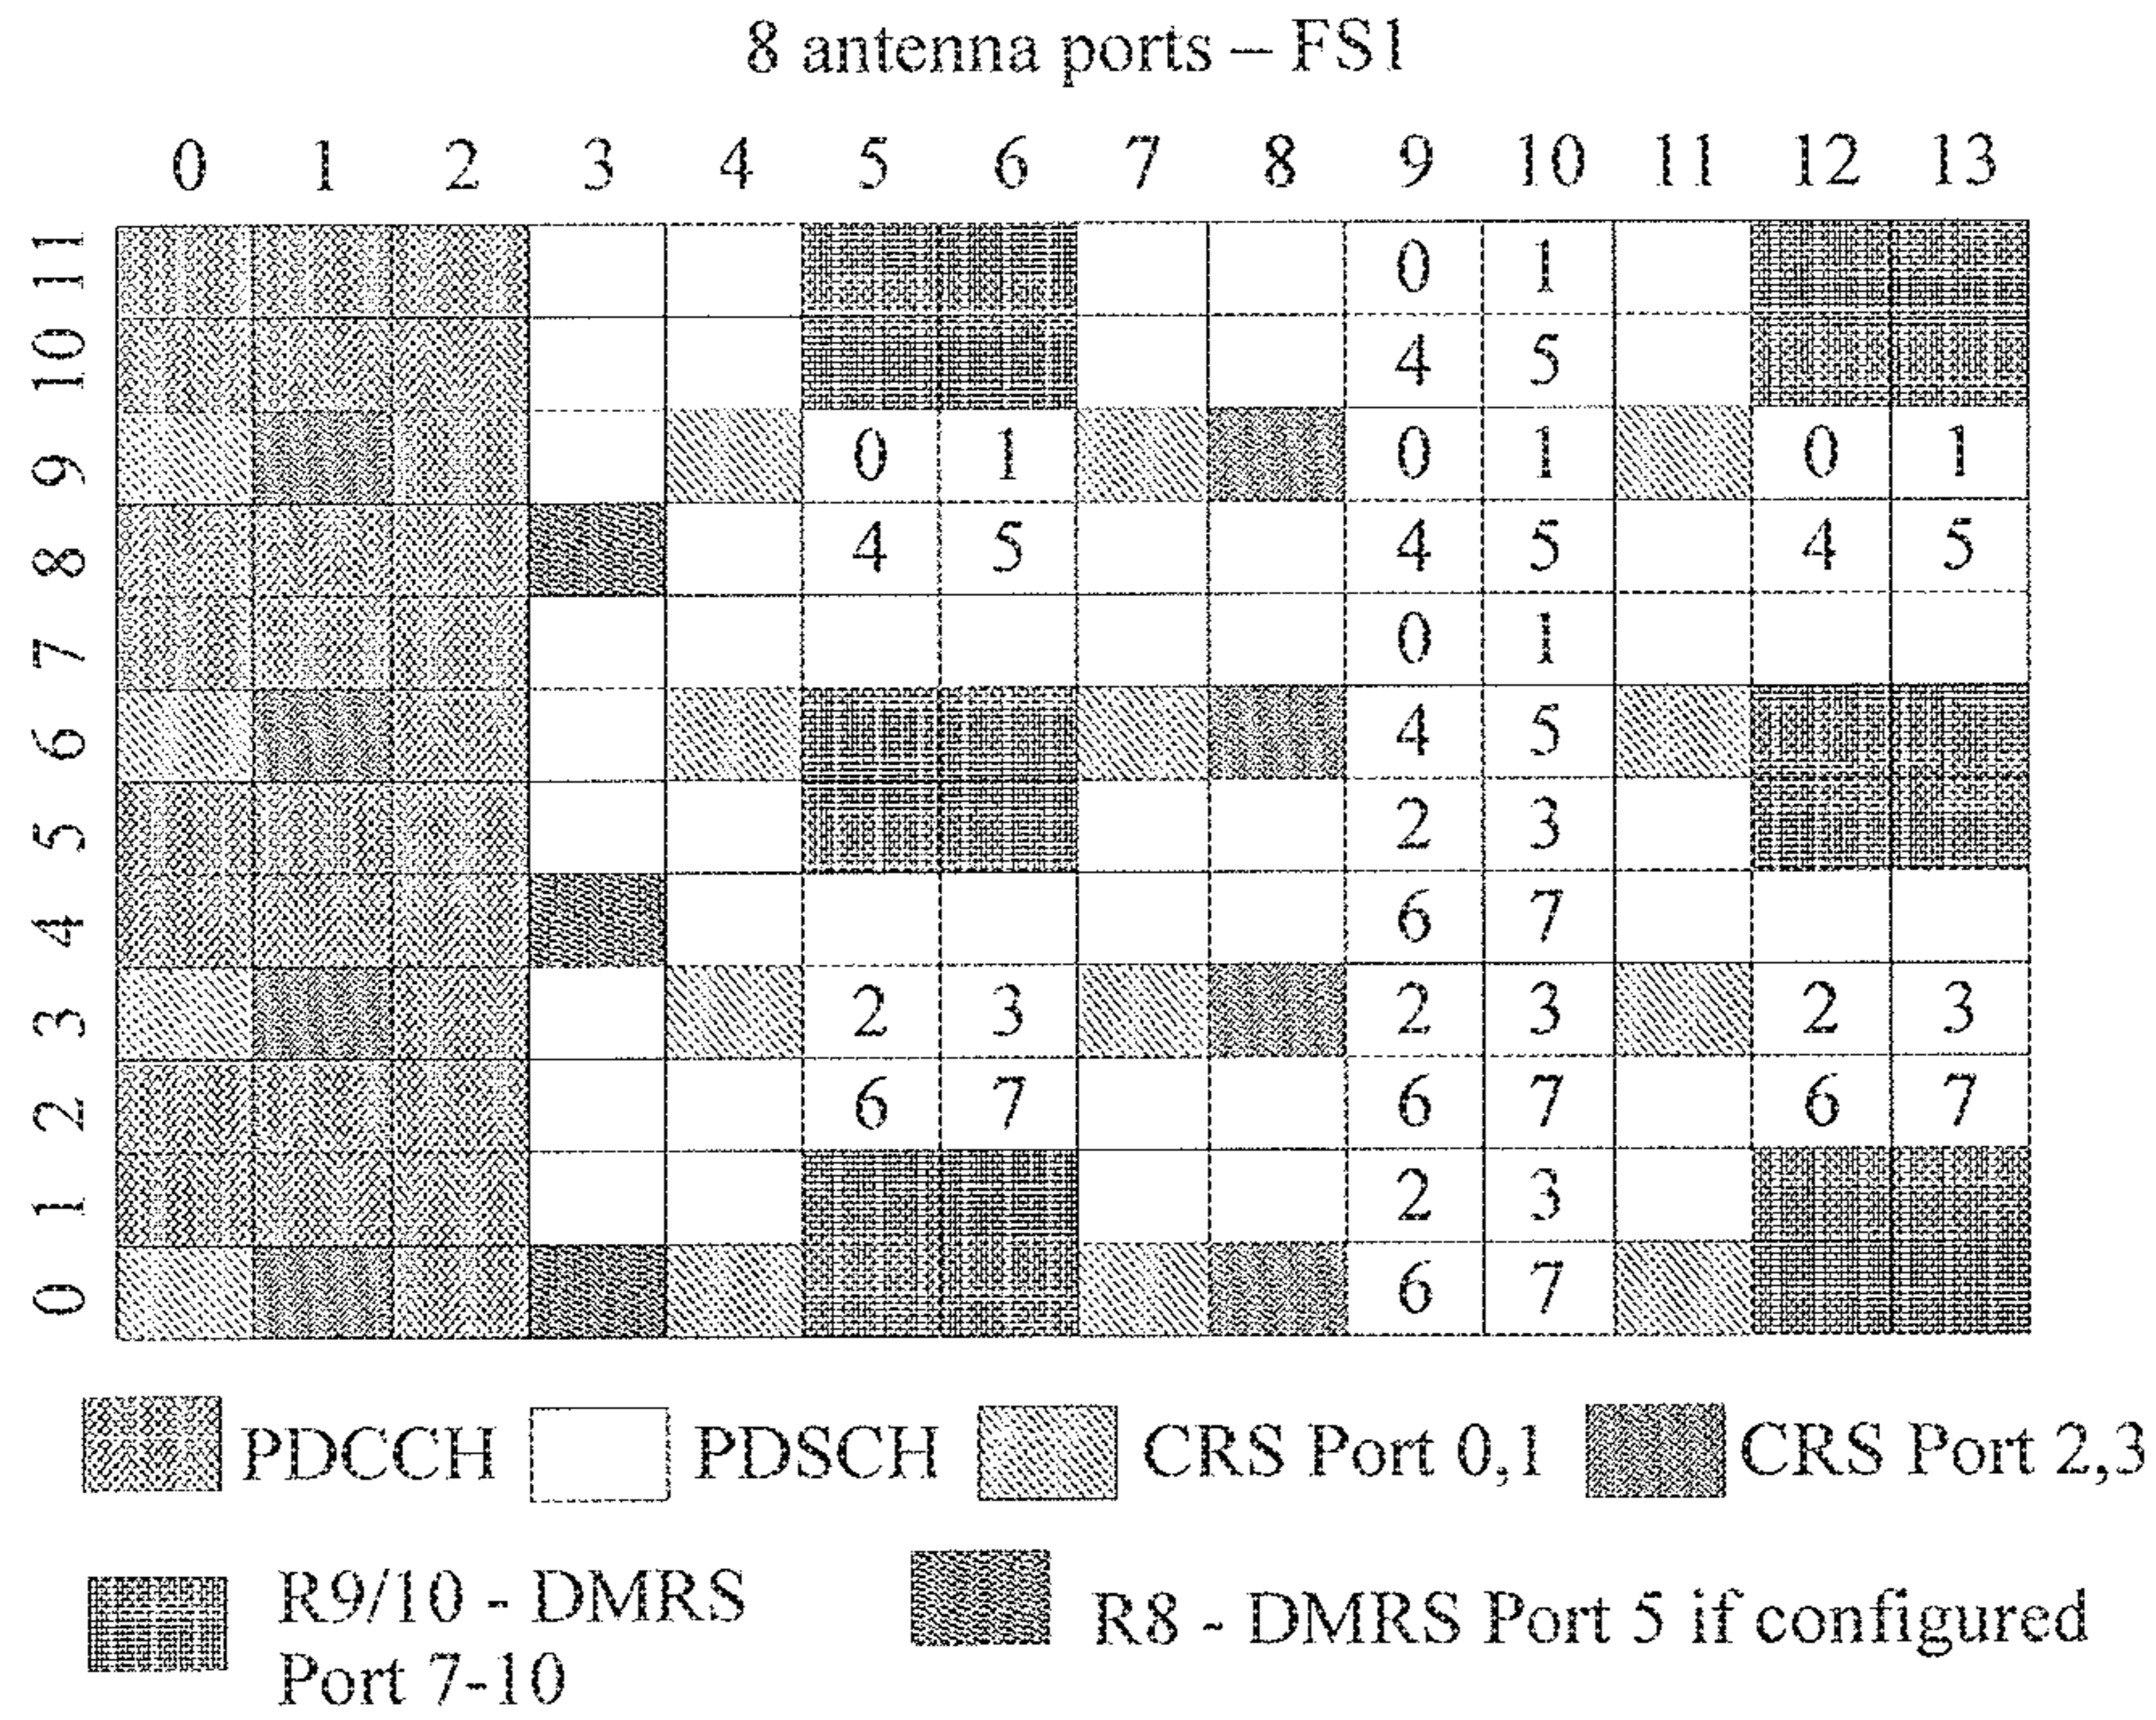 8 antenna ports – FS1
0 1 2 3 4 5 6 7 8 9 10 11 12 13
11 0 1
10 4 5
9 0 1 0 1 0 1
8 4 5 4 5 4 5
7 0 1
6 4 5
5 2 3
4 6 7
3 2 3 2 3 2 3
2 6 7 6 7 6 7
1 2 3
0 6 7
PDCCH PDSCH CRS Port 0,1 CRS Port 2,3
R9/10 - DMRS
Port 7-10
R8 - DMRS Port 5 if configured